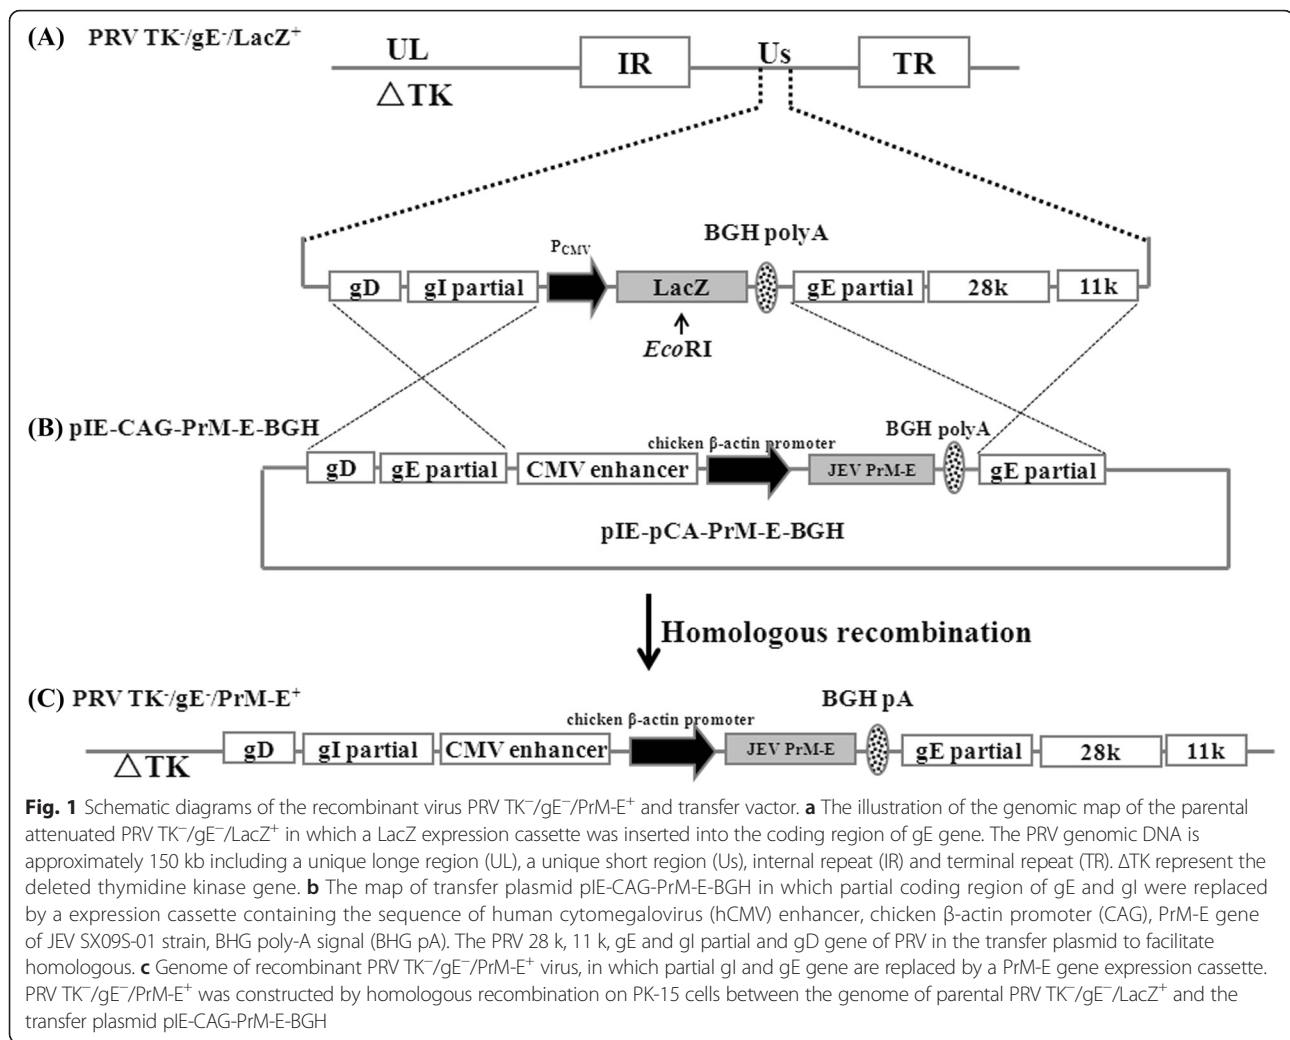 (A) PRV TK⁻/gE⁻/LacZ⁺
UL IR Us TR
△TK
P_CMV BGH polyA
gD gI partial LacZ gE partial 28k 11k
EcoRI
(B) pIE-CAG-PrM-E-BGH
chicken β-actin promoter BGH polyA
gD gE partial CMV enhancer JEV PrM-E gE partial
pIE-pCA-PrM-E-BGH
Homologous recombination
(C) PRV TK⁻/gE⁻/PrM-E⁺
chicken β-actin promoter BGH pA
△TK gD gI partial CMV enhancer JEV PrM-E gE partial 28k 11k
Fig. 1 Schematic diagrams of the recombinant virus PRV TK⁻/gE⁻/PrM-E⁺ and transfer vactor. a The illustration of the genomic map of the parental
attenuated PRV TK⁻/gE⁻/LacZ⁺ in which a LacZ expression cassette was inserted into the coding region of gE gene. The PRV genomic DNA is
approximately 150 kb including a unique longe region (UL), a unique short region (Us), internal repeat (IR) and terminal repeat (TR). ΔTK represent the
deleted thymidine kinase gene. b The map of transfer plasmid pIE-CAG-PrM-E-BGH in which partial coding region of gE and gI were replaced
by a expression cassette containing the sequence of human cytomegalovirus (hCMV) enhancer, chicken β-actin promoter (CAG), PrM-E gene
of JEV SX09S-01 strain, BHG poly-A signal (BHG pA). The PRV 28 k, 11 k, gE and gI partial and gD gene of PRV in the transfer plasmid to facilitate
homologous. c Genome of recombinant PRV TK⁻/gE⁻/PrM-E⁺ virus, in which partial gI and gE gene are replaced by a PrM-E gene expression cassette.
PRV TK⁻/gE⁻/PrM-E⁺ was constructed by homologous recombination on PK-15 cells between the genome of parental PRV TK⁻/gE⁻/LacZ⁺ and the
transfer plasmid pIE-CAG-PrM-E-BGH